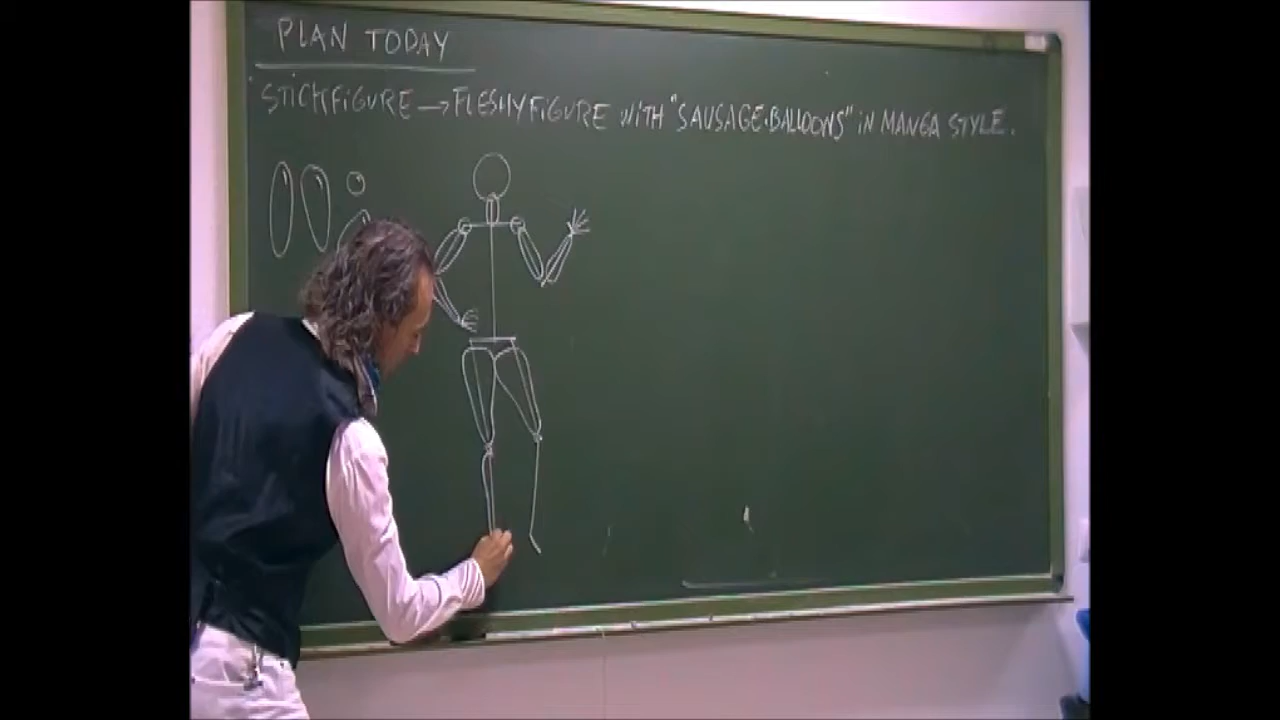 PLAN TODAY
STICKFIGURE → FLESHYFIGURE WITH "SAUSAGE-BALLOONS" IN MANGA STYLE.